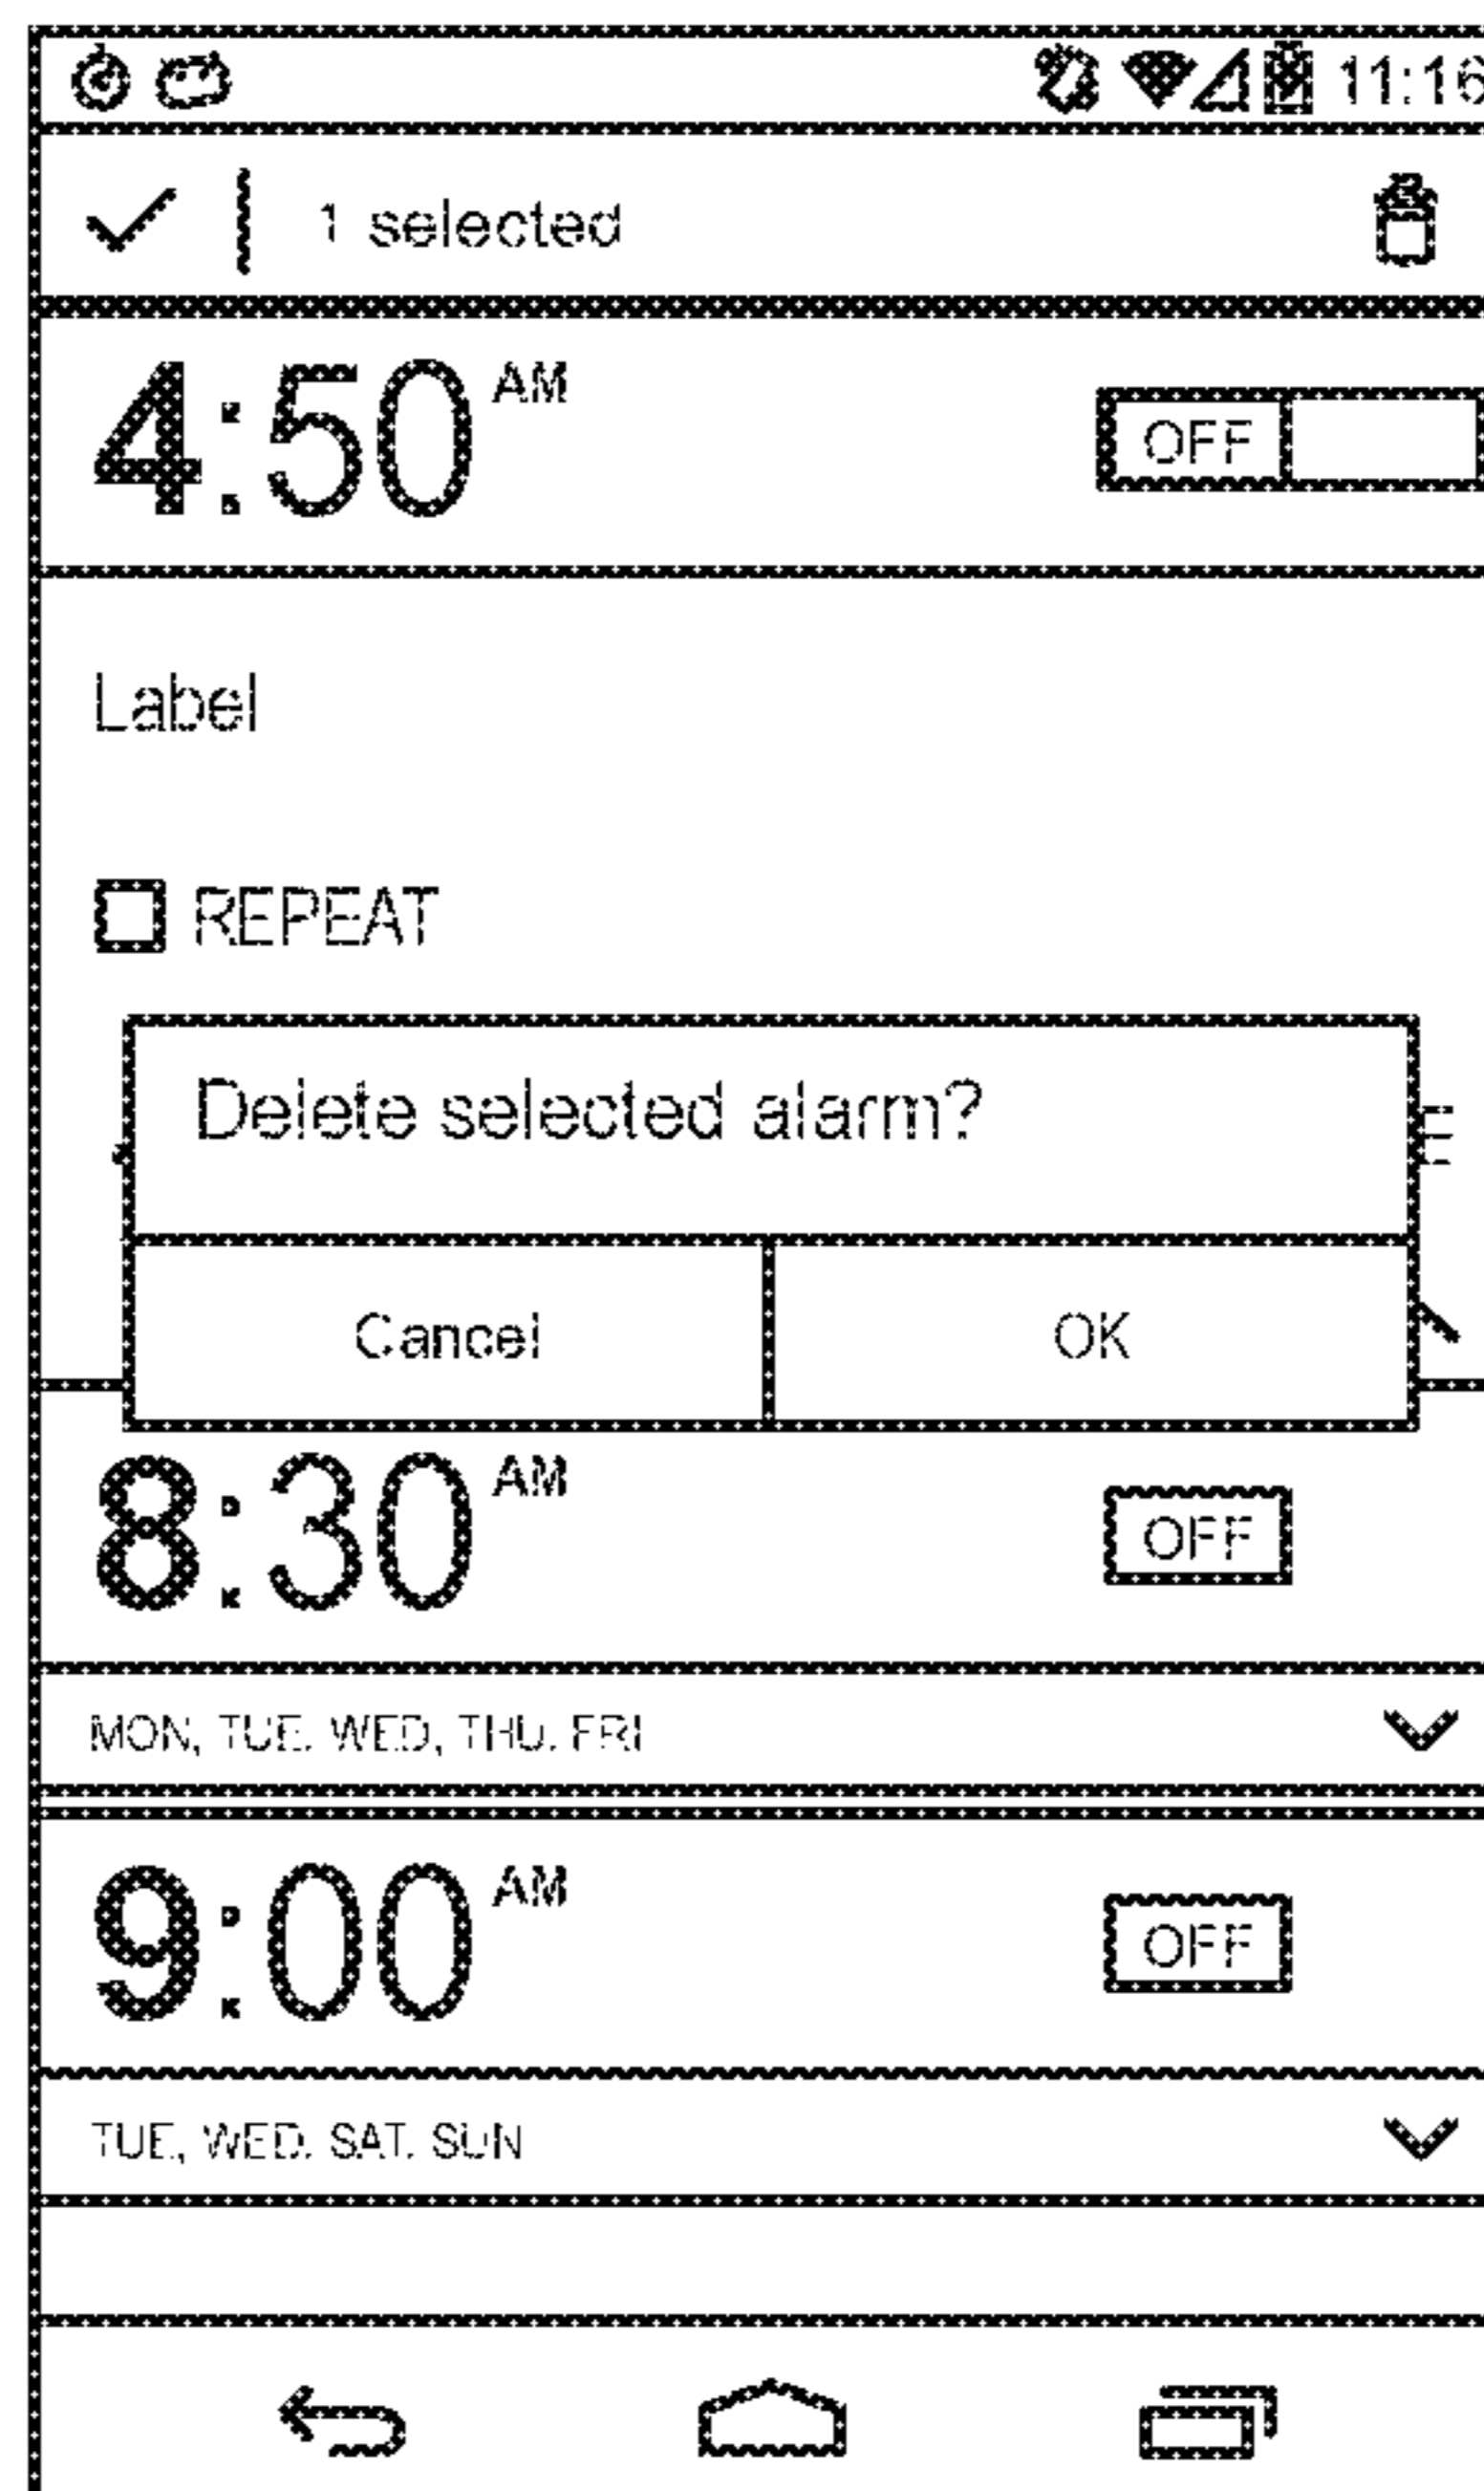 11:16
1 selected
4:50 AM
OFF
Label
REPEAT
Delete selected alarm?
E
Cancel
OK
8:30 AM
OFF
MON, TUE. WED, THU. FRI
9:00 AM
OFF
TUE, WED. SAT. SUN